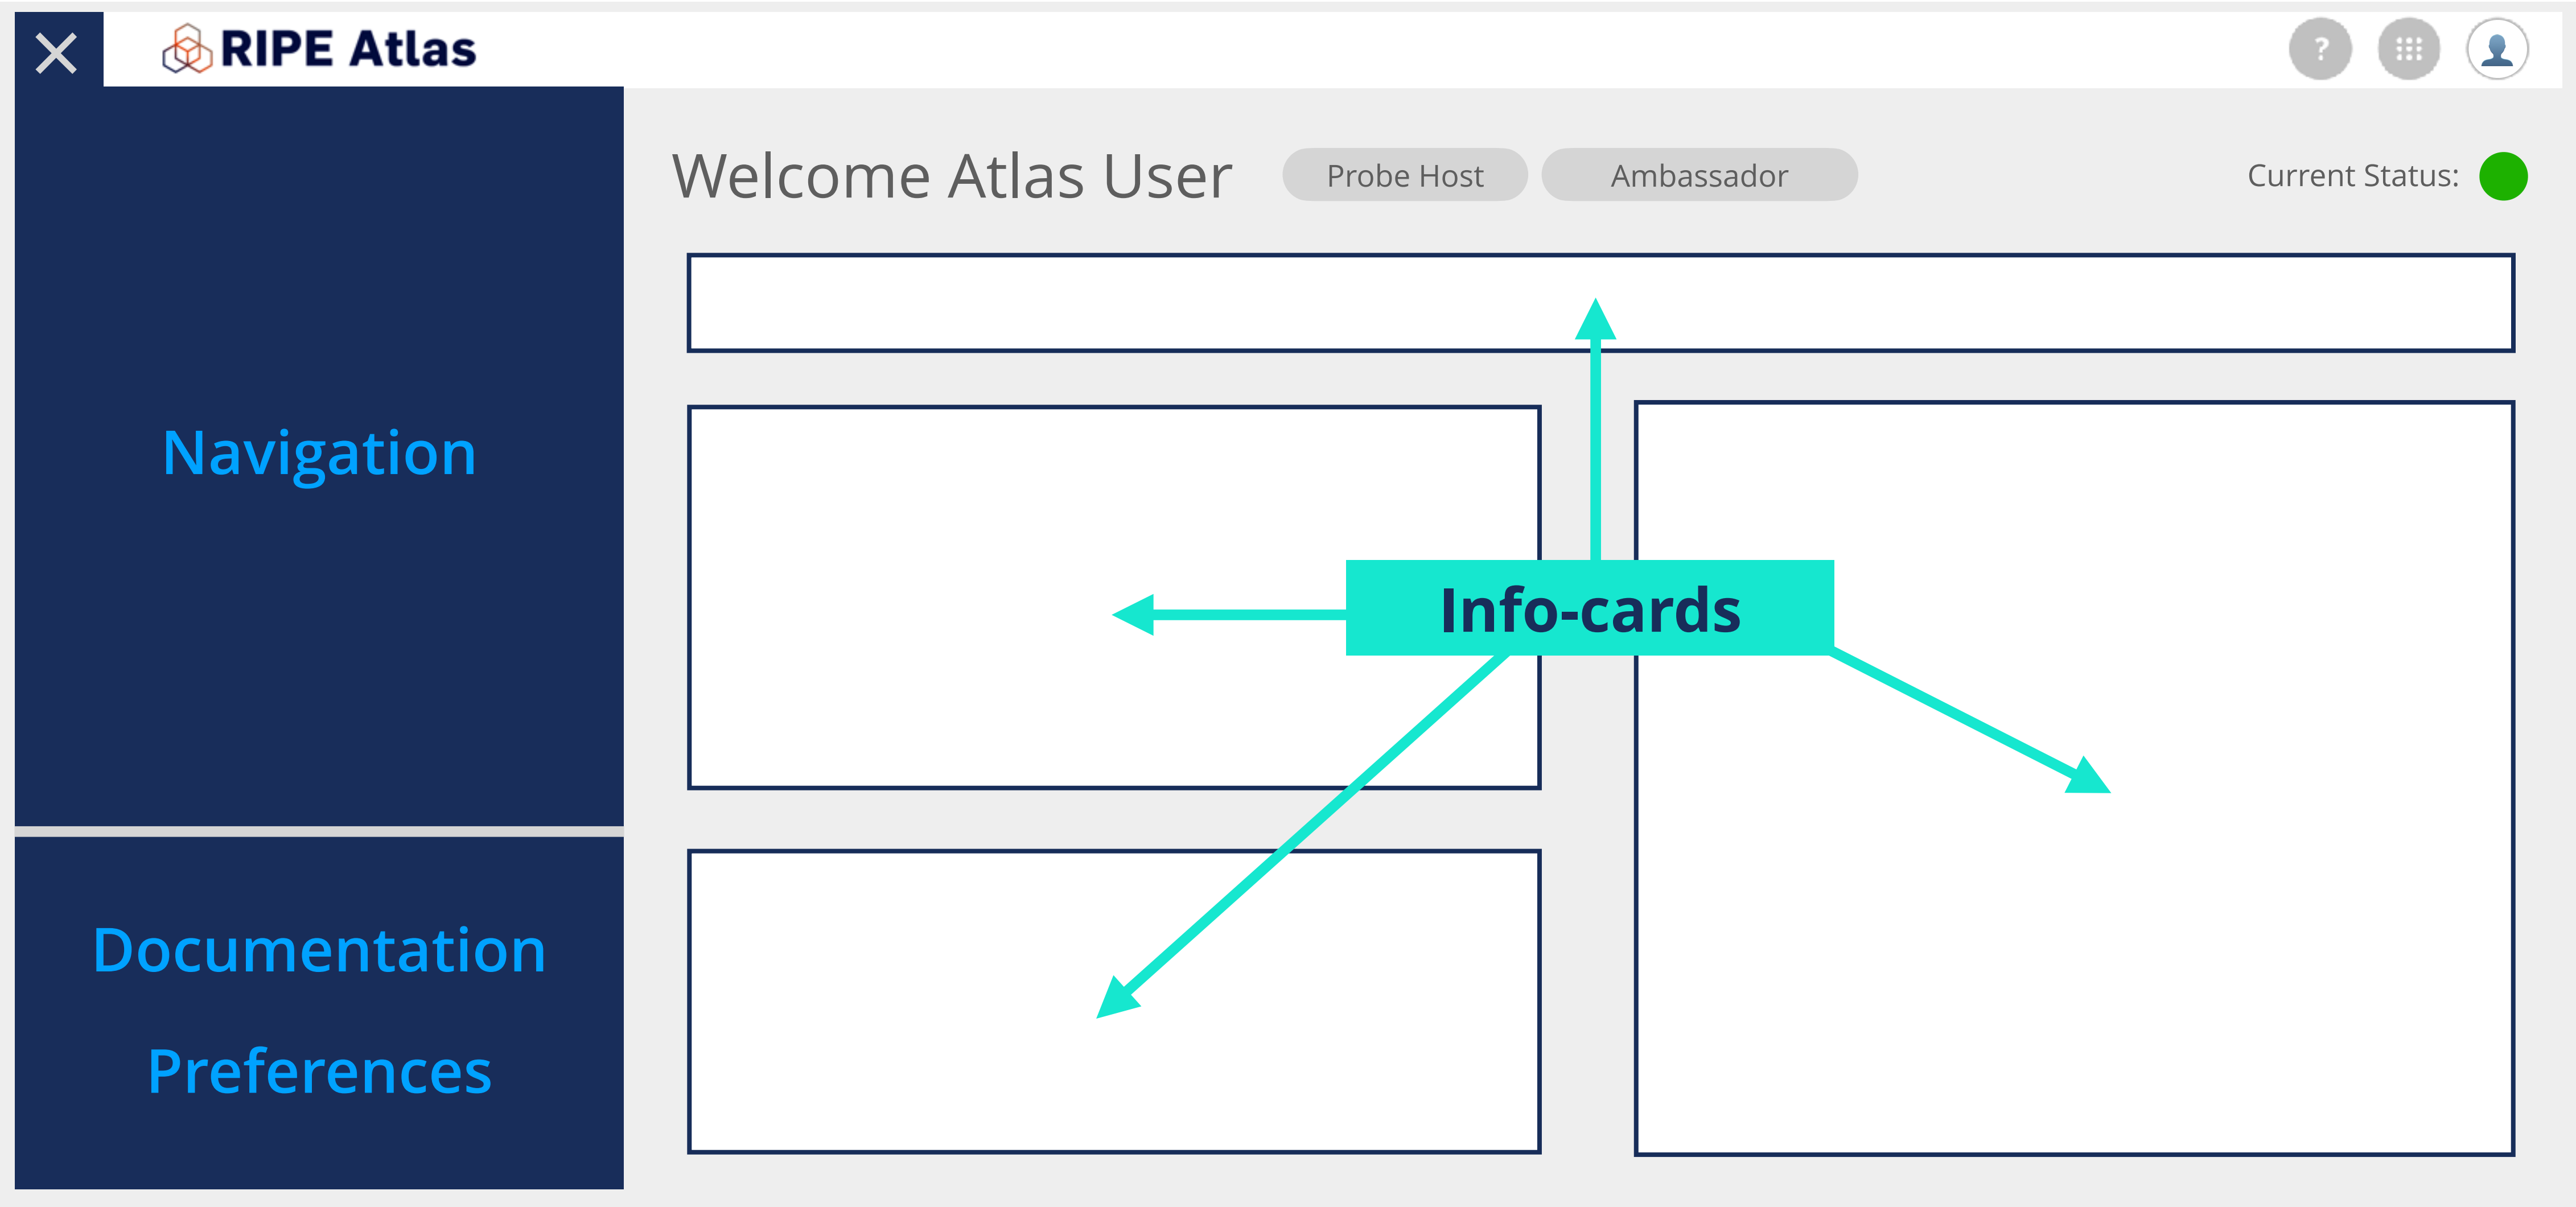 RIPE Atlas
?
Welcome Atlas User
Probe Host
Ambassador
Current Status:
Navigation
Info-cards
Documentation
Preferences